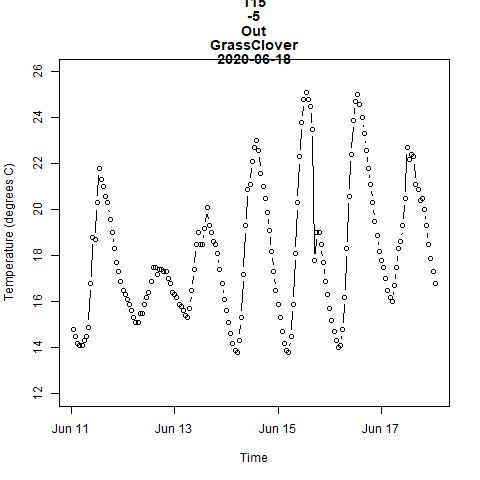 T15
-5
Out
GrassClover
2020-06-18
Temperature (degrees C)
26
24
22
20
18
16
14
12
Jun 11
Jun 13
Jun 15
Jun 17
Time